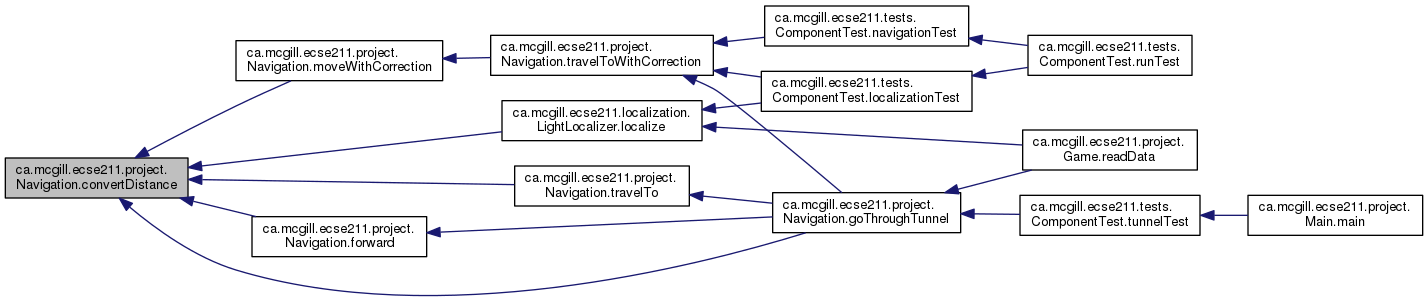 ca.mcgill.ecse211.project.
Navigation.convertDistance
ca.mcgill.ecse211.project.
Navigation.moveWithCorrection
ca.mcgill.ecse211.project.
Navigation.travelToWithCorrection
ca.mcgill.ecse211.tests.
ComponentTest.navigationTest
ca.mcgill.ecse211.tests.
ComponentTest.runTest
ca.mcgill.ecse211.tests.
ComponentTest.localizationTest
ca.mcgill.ecse211.localization.
LightLocalizer.localize
ca.mcgill.ecse211.project.
Game.readData
ca.mcgill.ecse211.project.
Navigation.travelTo
ca.mcgill.ecse211.project.
Navigation.goThroughTunnel
ca.mcgill.ecse211.tests.
ComponentTest.tunnelTest
ca.mcgill.ecse211.project.
Main.main
ca.mcgill.ecse211.project.
Navigation.forward